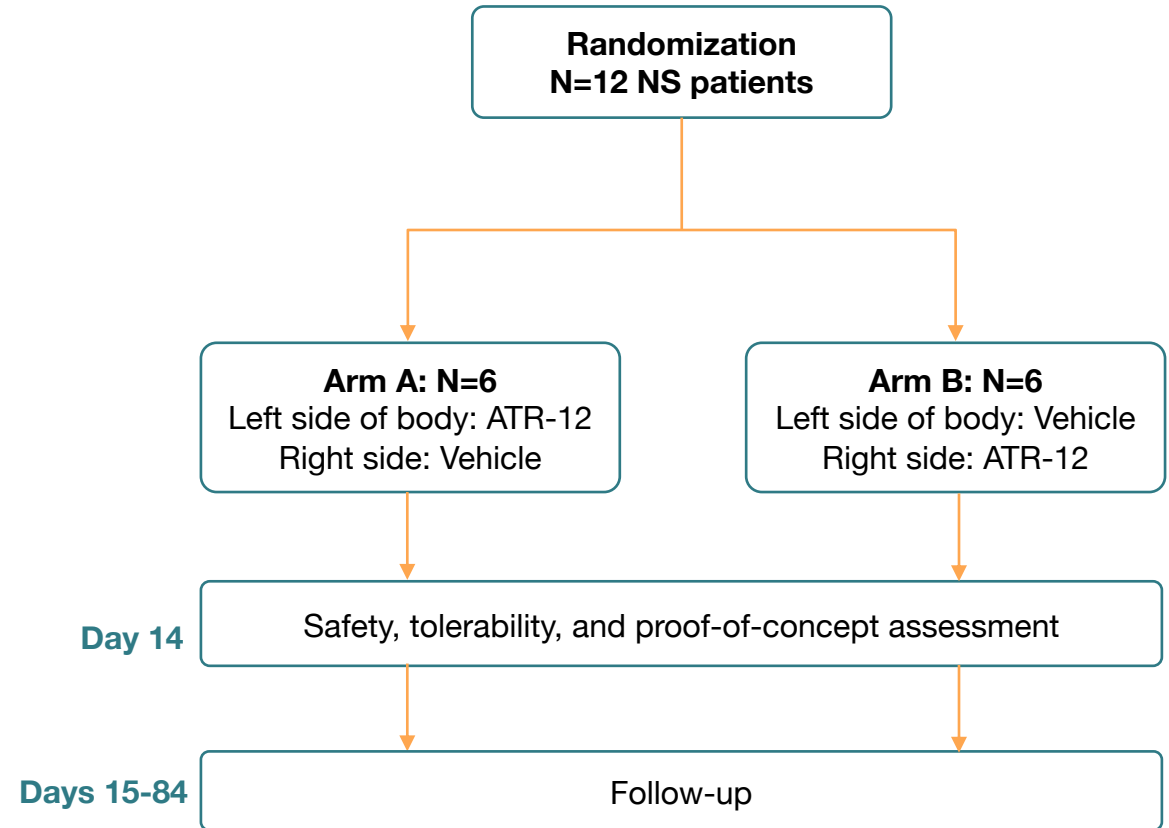 Randomization
N=12 NS patients
Arm A: N=6
Left side of body: ATR-12
Right side: Vehicle
Arm B: N=6
Left side of body: Vehicle
Right side: ATR-12
Day 14
Safety, tolerability, and proof-of-concept assessment
Days 15-84
Follow-up